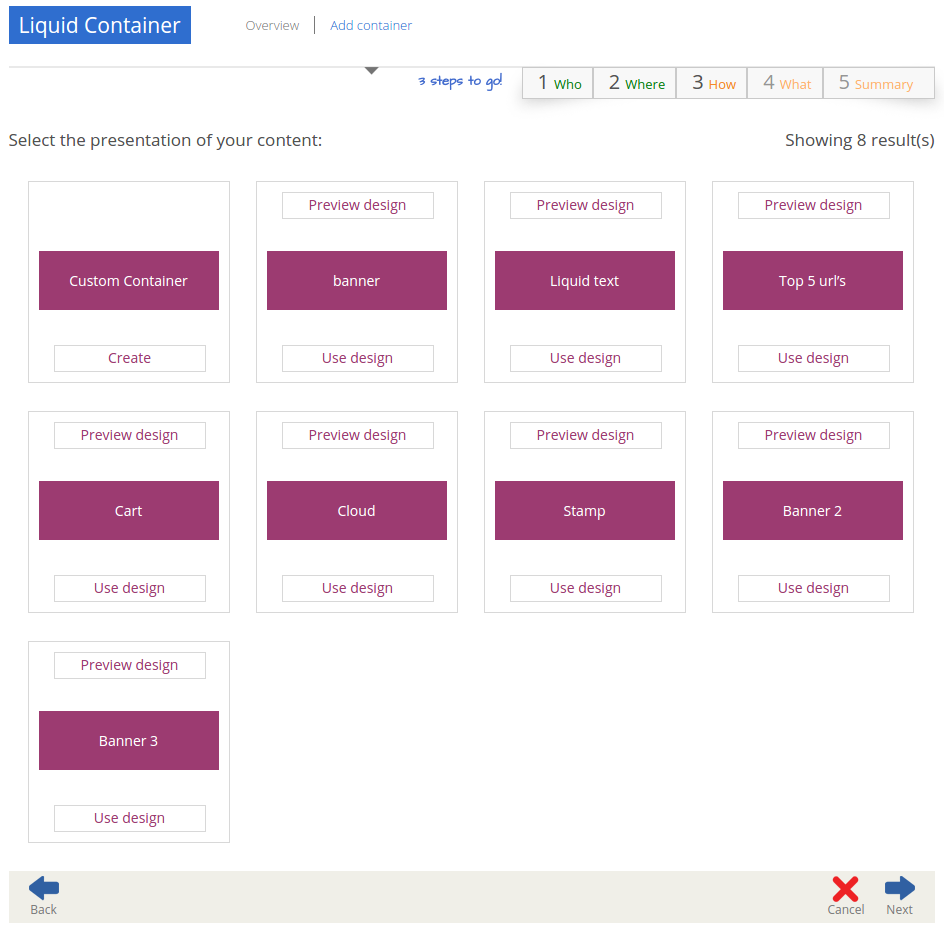 Liquid Container Overview Add container
3 steps to go! 1 Who 2 Where 3 How 4 What 5 Summary
Select the presentation of your content: Showing 8 result(s)
Preview design Preview design Preview design
Custom Container banner Liquid text Top 5 url's
Create Use design Use design Use design
Preview design Preview design Preview design Preview design
Cart Cloud Stamp Banner 2
Use design Use design Use design Use design
Preview design
Banner 3
Use design
Back Cancel Next